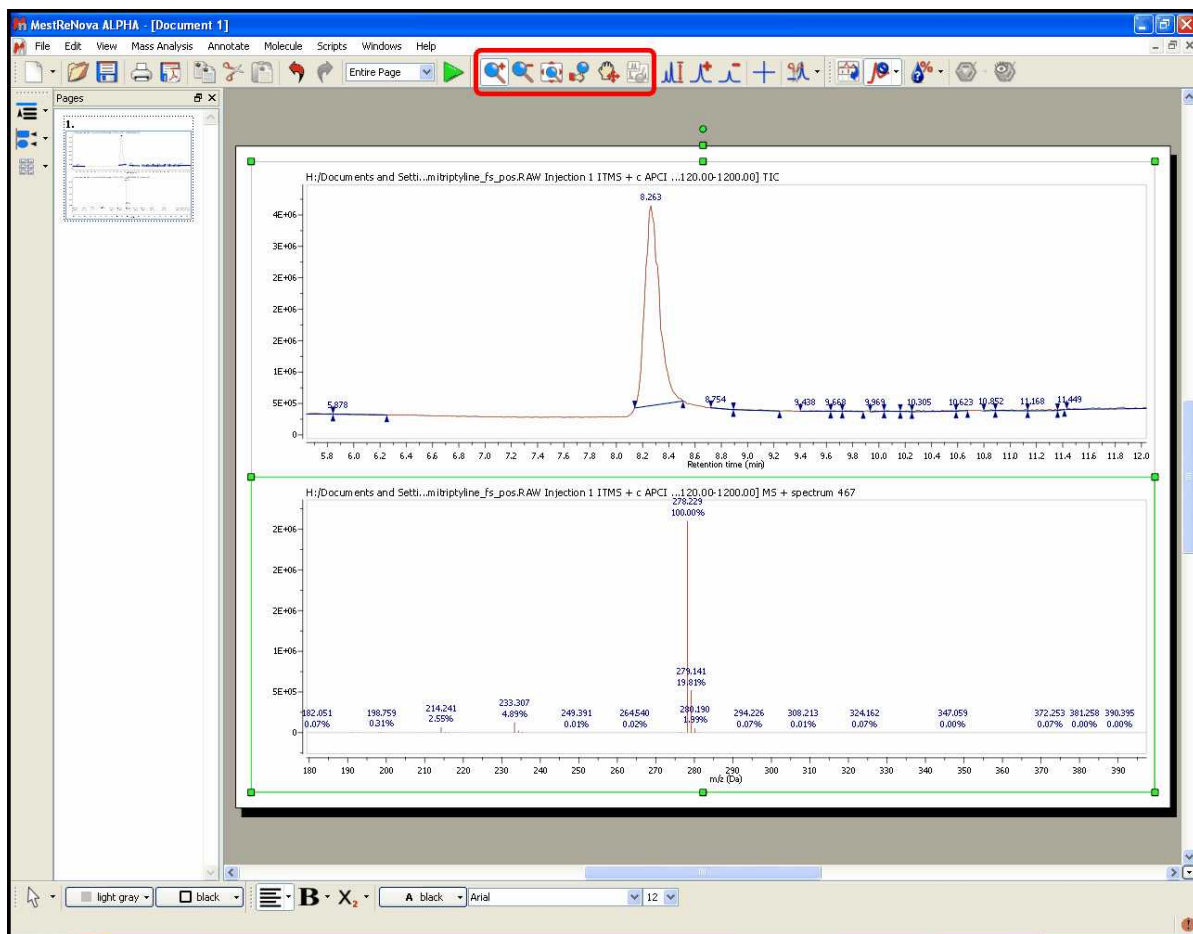 MestReNova ALPHA - [Document 1]
File Edit View Mass Analysis Annotate Molecule Scripts Windows Help
Entire Page
Pages
1.
H:/Documents and Setti...mitriptyline_fs_pos.RAW Injection 1 ITMS + c APCI ...120.00-1200.00] TIC
8.263
4E+06
3E+06
2E+06
2E+06
1E+06
5E+05
0
5.878 8.754 9.438 9.668 9.969 10.305 10.623 10.852 11.168 11.449
5.8 6.0 6.2 6.4 6.6 6.8 7.0 7.2 7.4 7.6 7.8 8.0 8.2 8.4 8.6 8.8 9.0 9.2 9.4 9.6 9.8 10.0 10.2 10.4 10.6 10.8 11.0 11.2 11.4 11.6 11.8 12.0
Retention time (min)
H:/Documents and Setti...mitriptyline_fs_pos.RAW Injection 1 ITMS + c APCI ...120.00-1200.00] MS + spectrum 467
278.229
100.00%
2E+06
2E+06
2E+06
1E+06
5E+05
0
279.141
19.81%
182.051 198.759 214.241 233.307 249.391 264.540 280.190 294.226 308.213 324.162 347.059 372.253 381.258 390.395
0.07% 0.31% 2.55% 4.89% 0.01% 0.02% 1.99% 0.07% 0.01% 0.07% 0.00% 0.07% 0.00% 0.00%
180 190 200 210 220 230 240 250 260 270 280 290 300 310 320 330 340 350 360 370 380 390
m/z (Da)
light gray black B X2 A black Arial 12